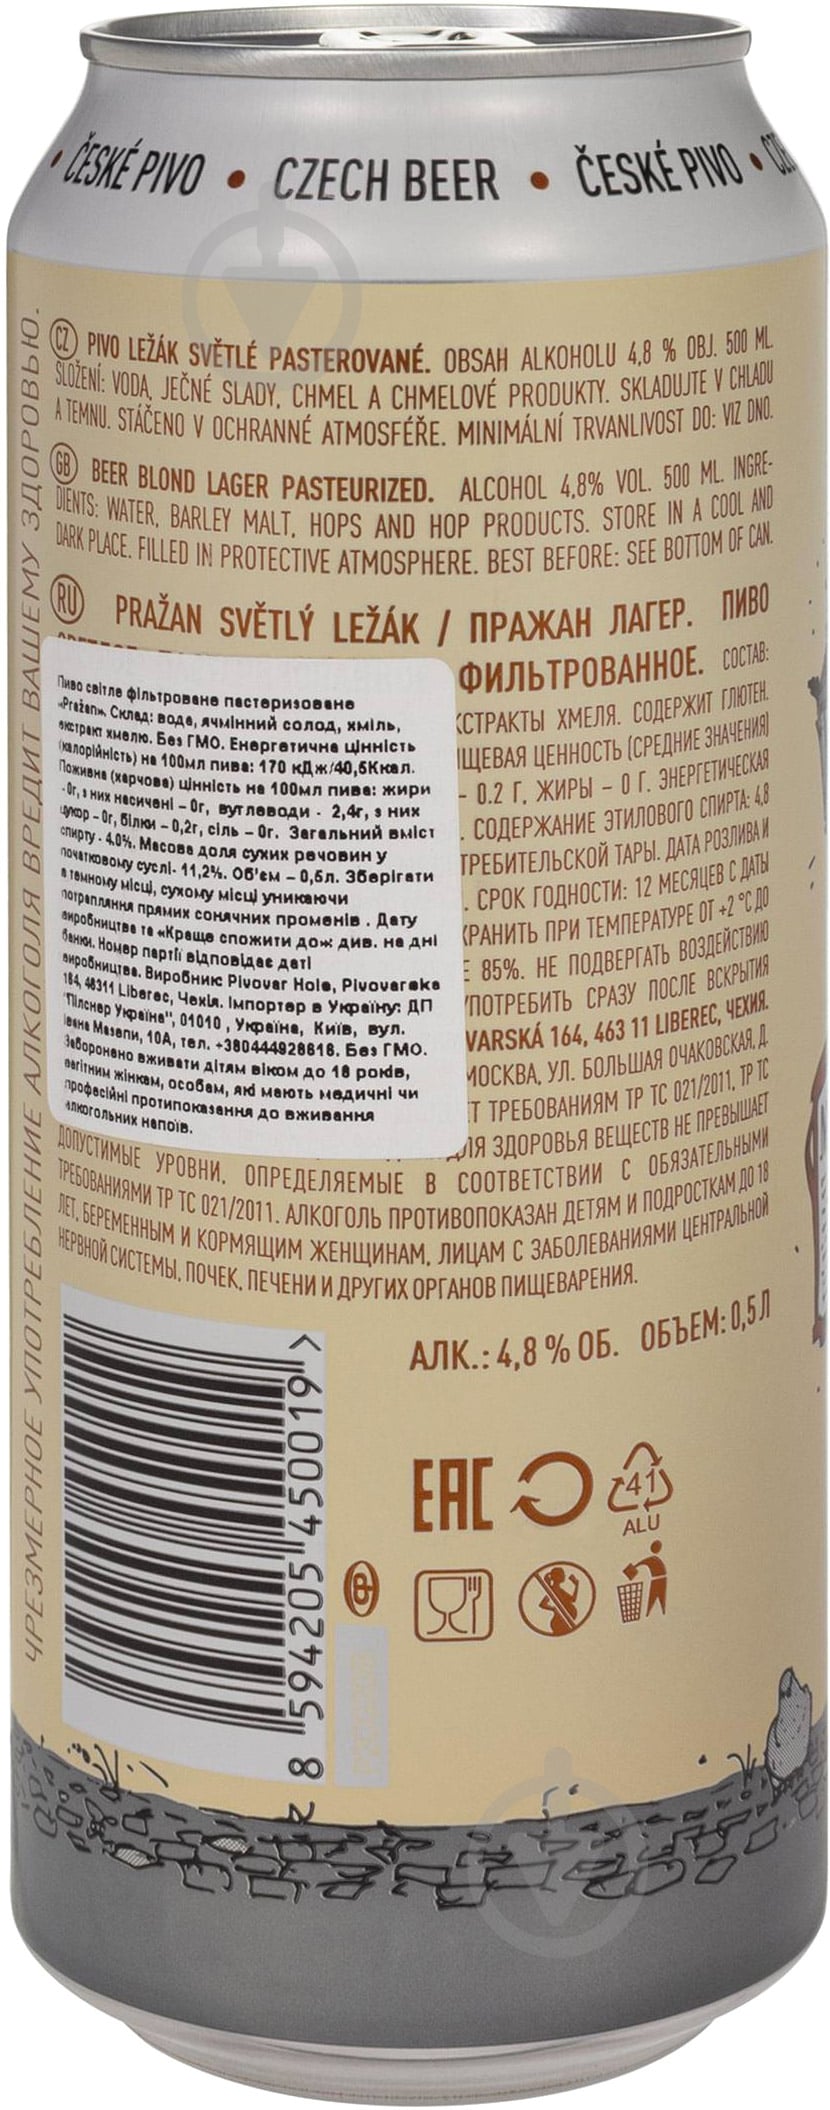 • ČESKÉ PIVO • CZECH BEER • ČESKÉ PIVO •
CZ PIVO LEŽÁK SVĚTLÉ PASTEROVANÉ. OBSAH ALKOHOLU 4,8 % OBJ. 500 ML.
SLOŽENÍ: VODA, JEČNÉ SLADY, CHMEL A CHMELOVÉ PRODUKTY. SKLADUJTE V CHLADU
A TEMNU. STÁČENO V OCHRANNÉ ATMOSFÉŘE. MINIMÁLNÍ TRVANLIVOST DO: VIZ DNO.
GB BEER BLOND LAGER PASTEURIZED. ALCOHOL 4,8% VOL. 500 ML. INGRE-
DIENTS: WATER, BARLEY MALT, HOPS AND HOP PRODUCTS. STORE IN A COOL AND
DARK PLACE. FILLED IN PROTECTIVE ATMOSPHERE. BEST BEFORE: SEE BOTTOM OF CAN.
RU PRAŽAN SVĚTLÝ LEŽÁK / ПРАЖАН ЛАГЕР. ПИВО
ФИЛЬТРОВАННОЕ. СОСТАВ:
КСТРАКТЫ ХМЕЛЯ. СОДЕРЖИТ ГЛЮТЕН.
ИЩЕВАЯ ЦЕННОСТЬ (СРЕДНИЕ ЗНАЧЕНИЯ)
– 0.2 Г, ЖИРЫ – 0 Г. ЭНЕРГЕТИЧЕСКАЯ
. СОДЕРЖАНИЕ ЭТИЛОВОГО СПИРТА: 4,8
ТРЕБИТЕЛЬСКОЙ ТАРЫ. ДАТА РОЗЛИВА И
. СРОК ГОДНОСТИ: 12 МЕСЯЦЕВ С ДАТЫ
ХРАНИТЬ ПРИ ТЕМПЕРАТУРЕ ОТ +2 °С ДО
Е 85%. НЕ ПОДВЕРГАТЬ ВОЗДЕЙСТВИЮ
УПОТРЕБИТЬ СРАЗУ ПОСЛЕ ВСКРЫТИЯ
VARSKÁ 164, 463 11 LIBEREC, ЧЕХИЯ.
МОСКВА, УЛ. БОЛЬШАЯ ОЧАКОВСКАЯ, Д.
ЕТ ТРЕБОВАНИЯМ ТР ТС 021/2011, ТР ТС
ДЛЯ ЗДОРОВЬЯ ВЕЩЕСТВ НЕ ПРЕВЫШАЕТ
ДОПУСТИМЫЕ УРОВНИ, ОПРЕДЕЛЯЕМЫЕ В СООТВЕТСТВИИ С ОБЯЗАТЕЛЬНЫМИ
ТРЕБОВАНИЯМИ ТР ТС 021/2011. АЛКОГОЛЬ ПРОТИВОПОКАЗАН ДЕТЯМ И ПОДРОСТКАМ ДО 18
ЛЕТ, БЕРЕМЕННЫМ И КОРМЯЩИМ ЖЕНЩИНАМ, ЛИЦАМ С ЗАБОЛЕВАНИЯМИ ЦЕНТРАЛЬНОЙ
НЕРВНОЙ СИСТЕМЫ, ПОЧЕК, ПЕЧЕНИ И ДРУГИХ ОРГАНОВ ПИЩЕВАРЕНИЯ.
Пиво світле фільтроване пастеризоване
«Pražan». Склад: вода, ячмінний солод, хміль,
екстракт хмелю. Без ГМО. Енергетична цінність
(калорійність) на 100мл пива: 170 кДж/40,5Ккал.
Поживна (харчова) цінність на 100мл пива: жири
- 0г, з них насичені – 0г, вуглеводи - 2,4г, з них
цукор – 0г, білки – 0,2г, сіль – 0г. Загальний вміст
спирту - 4,0%. Масова доля сухих речовин у
початковому суслі- 11,2%. Об'єм – 0,5л. Зберігати
в темному місці, сухому місці уникаючи
потрапляння прямих сонячних променів . Дату
виробництва та «Краще спожити до» див. на дні
банки. Номер партії відповідає даті
виробництва. Виробник: Pivovar Hols, Pivovarska
164, 46311 Liberec, Чехія. Імпортер в Україну: ДП
"Пілснер Україна", 01010 , Україна, Київ, вул.
Івана Мазепи, 10А, тел. +380444928616. Без ГМО.
Заборонено вживати дітям віком до 18 років,
вагітним жінкам, особам, які мають медичні чи
професійні протипоказання до вживання
алкогольних напоїв.
ЧРЕЗМЕРНОЕ УПОТРЕБЛЕНИЕ АЛКОГОЛЯ ВРЕДИТ ВАШЕМУ ЗДОРОВЬЮ.
АЛК.: 4,8 % ОБ. ОБЪЕМ: 0,5 Л
ЕАС
41
ALU
8 594205 450019 >